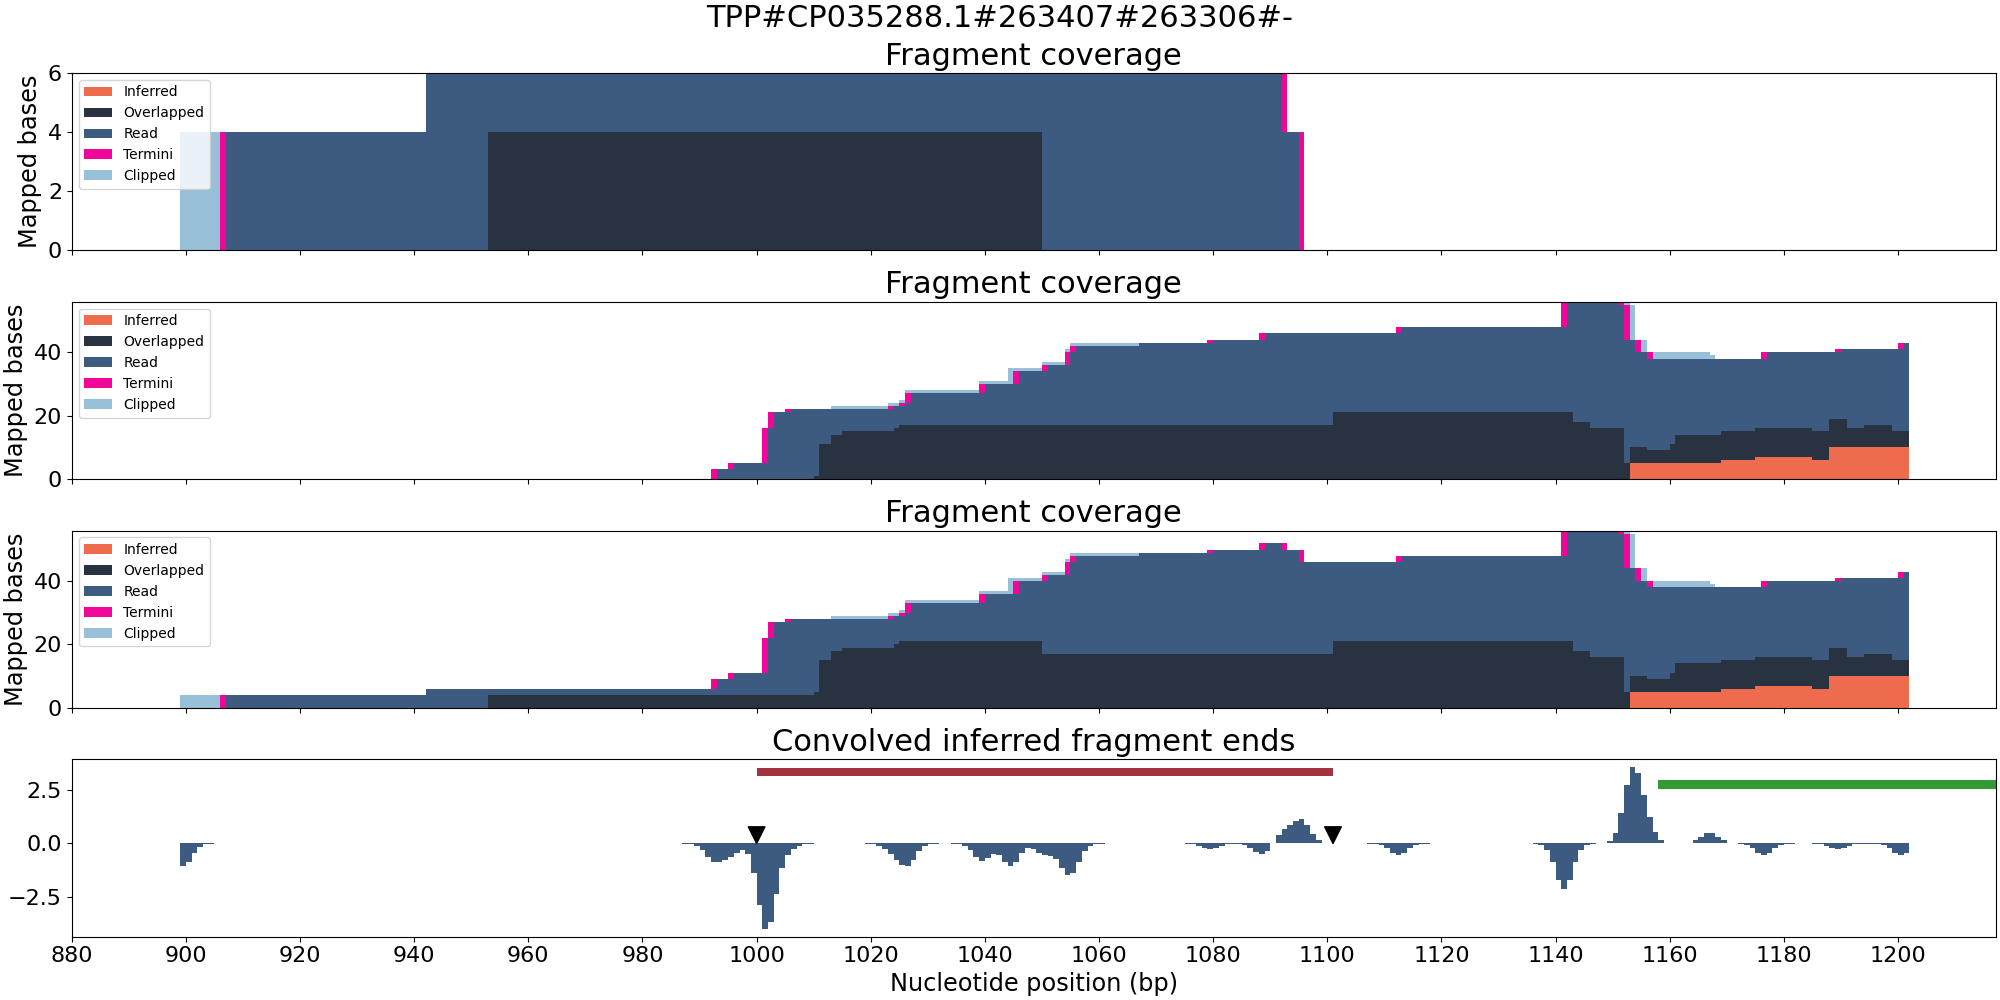 TPP#CP035288.1#263407#263306#-
Fragment coverage
Mapped bases
6
4
2
0
Inferred
Overlapped
Read
Termini
Clipped
Fragment coverage
Mapped bases
40
20
0
Inferred
Overlapped
Read
Termini
Clipped
Fragment coverage
Mapped bases
40
20
0
Inferred
Overlapped
Read
Termini
Clipped
Convolved inferred fragment ends
2.5
0.0
−2.5
880 900 920 940 960 980 1000 1020 1040 1060 1080 1100 1120 1140 1160 1180 1200
Nucleotide position (bp)